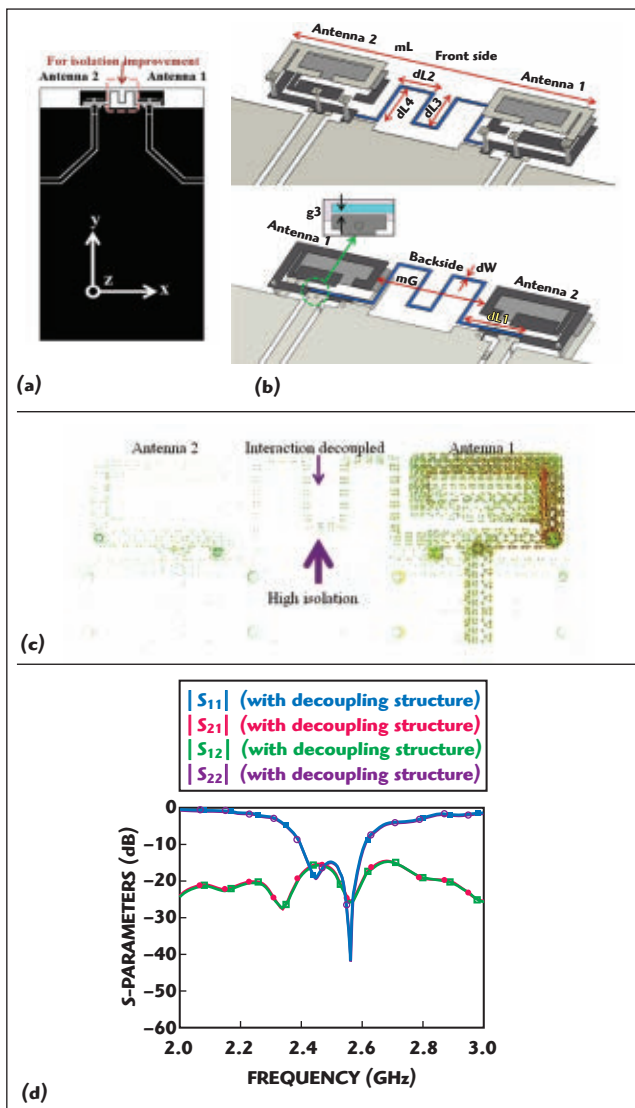 For isolation improvement
Antenna 2 Antenna 1
y
z
x
(a)
Antenna 2
mL
Front side
dL2
Antenna 1
dL4
dL3
g3
Antenna 1
Backside
dW
mG
Antenna 2
dL1
(b)
Antenna 2 Interaction decoupled Antenna 1
High isolation
(c)
|S11| (with decoupling structure)
|S21| (with decoupling structure)
|S12| (with decoupling structure)
|S22| (with decoupling structure)
0
–10
–20
–30
–40
–50
–60
S-PARAMETERS (dB)
2.0 2.2 2.4 2.6 2.8 3.0
FREQUENCY (GHz)
(d)